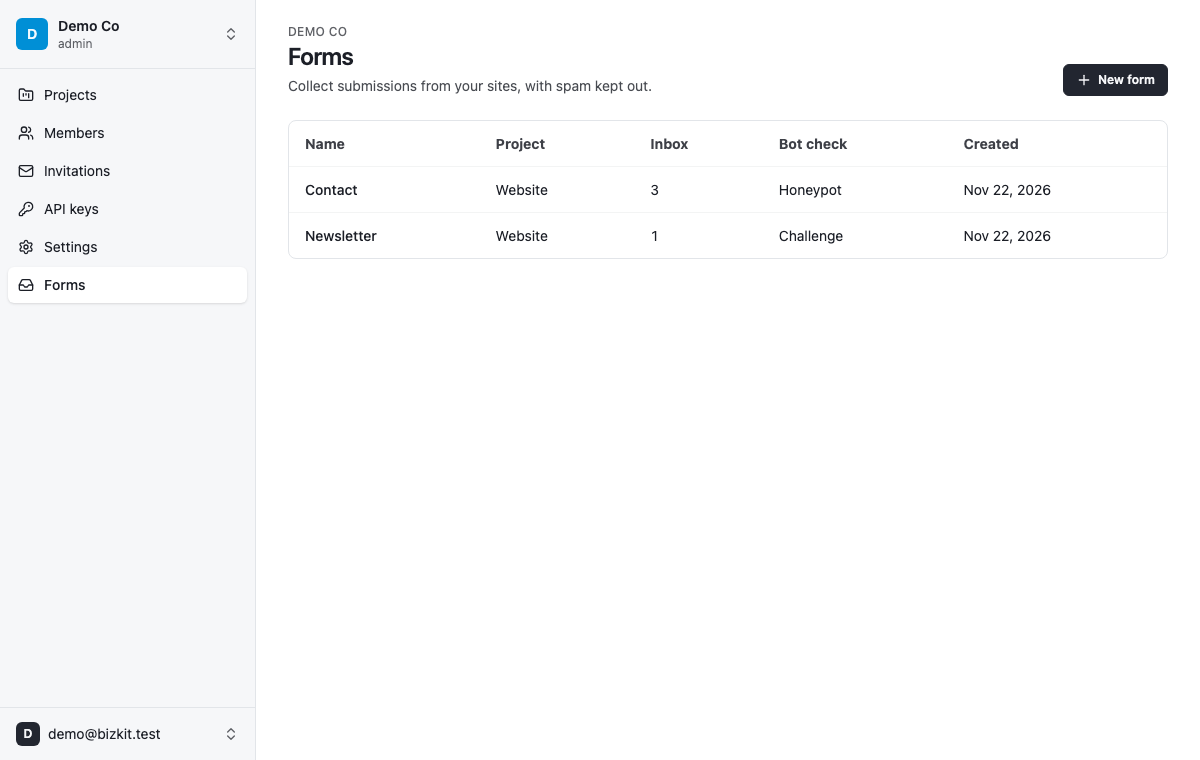 D
Demo Co
admin
Projects
Members
Invitations
API keys
Settings
Forms
D
demo@bizkit.test
DEMO CO
Forms
Collect submissions from your sites, with spam kept out.
New form
Name Project Inbox Bot check Created
Contact Website 3 Honeypot Nov 22, 2026
Newsletter Website 1 Challenge Nov 22, 2026